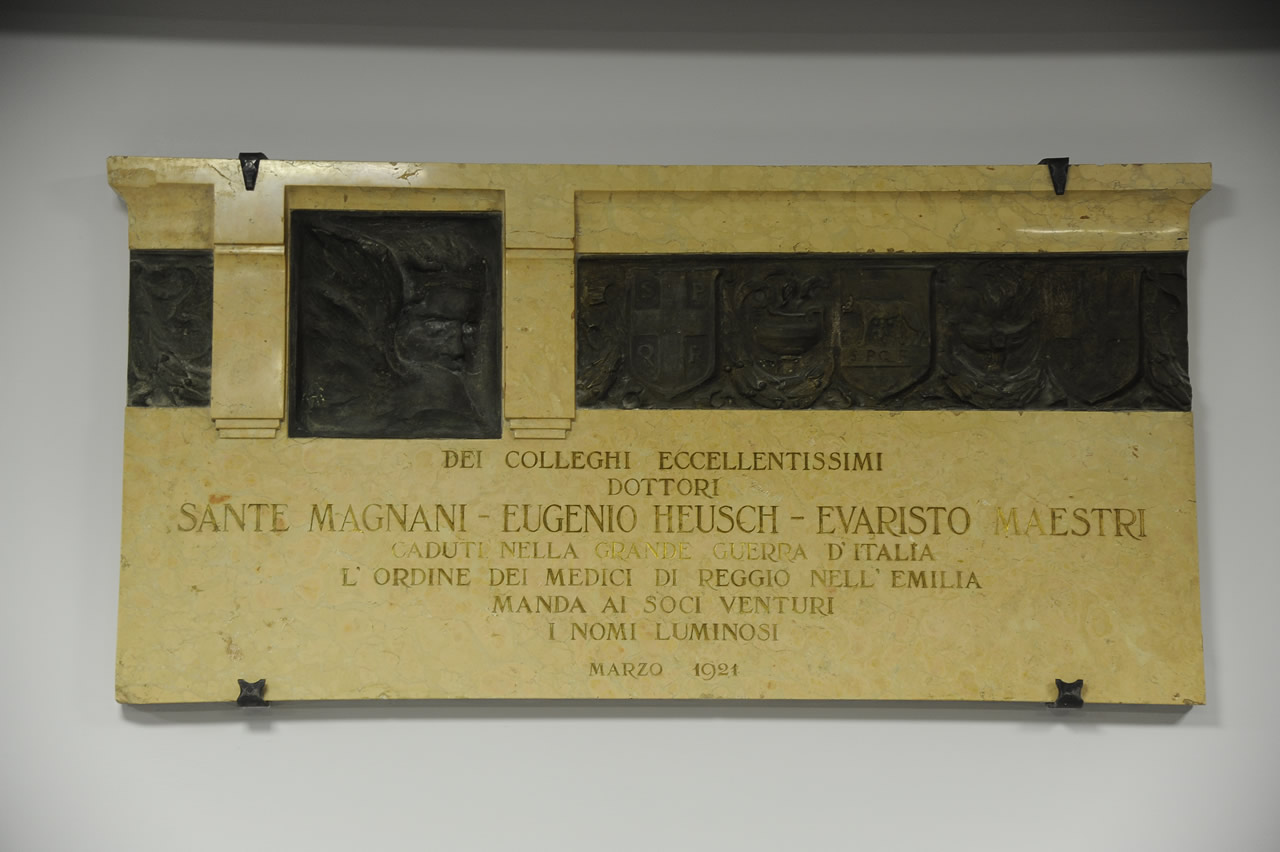 S P
Q R
S P Q R
DEI COLLEGHI ECCELLENTISSIMI
DOTTORI
SANTE MAGNANI - EUGENIO HEUSCH - EVARISTO MAESTRI
CADUTI NELLA GRANDE GUERRA D'ITALIA
L'ORDINE DEI MEDICI DI REGGIO NELL'EMILIA
MANDA AI SOCI VENTURI
I NOMI LUMINOSI
MARZO 1921